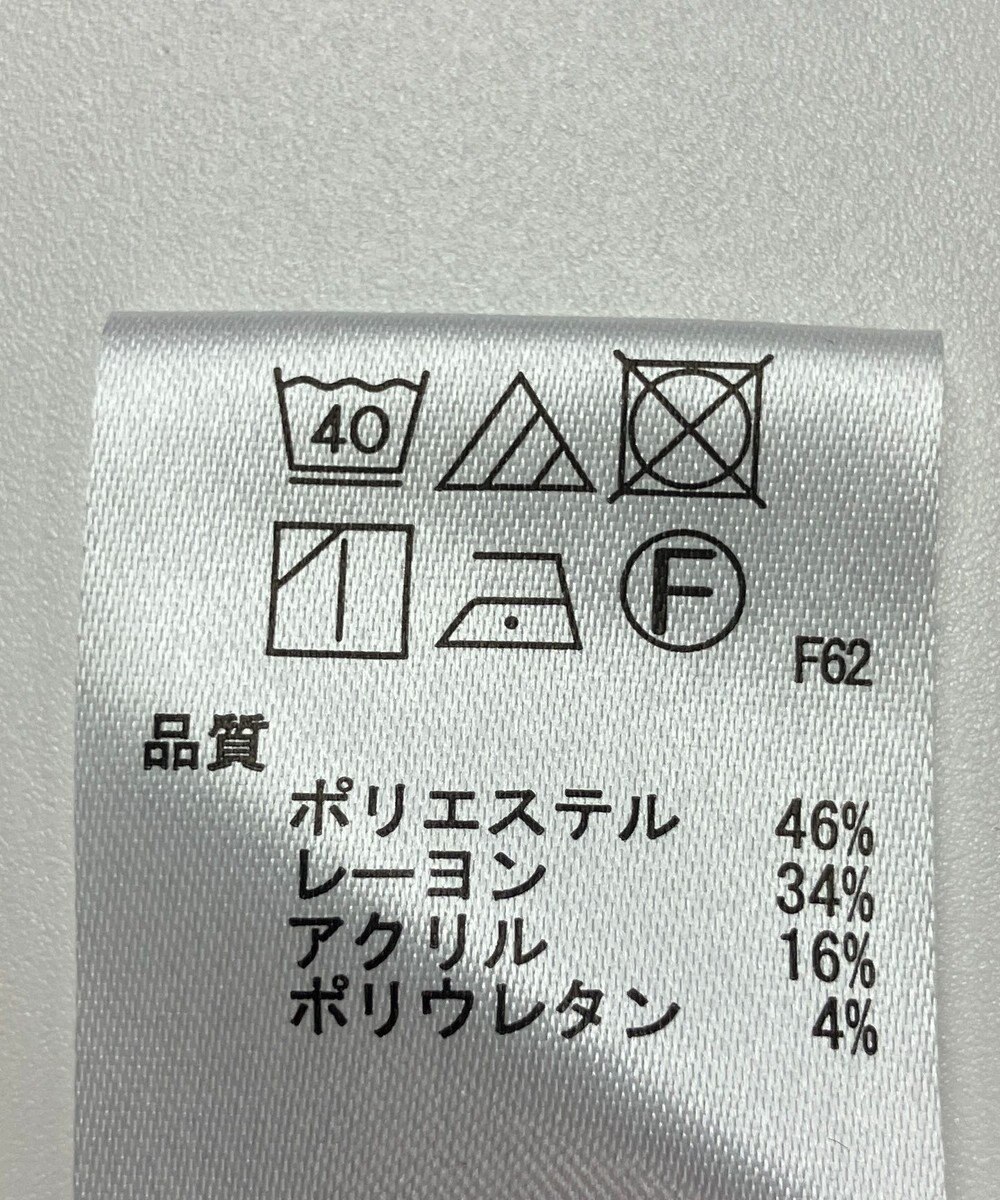 40
F
F62
品質
ポリエステル 46%
レーヨン 34%
アクリル 16%
ポリウレタン 4%